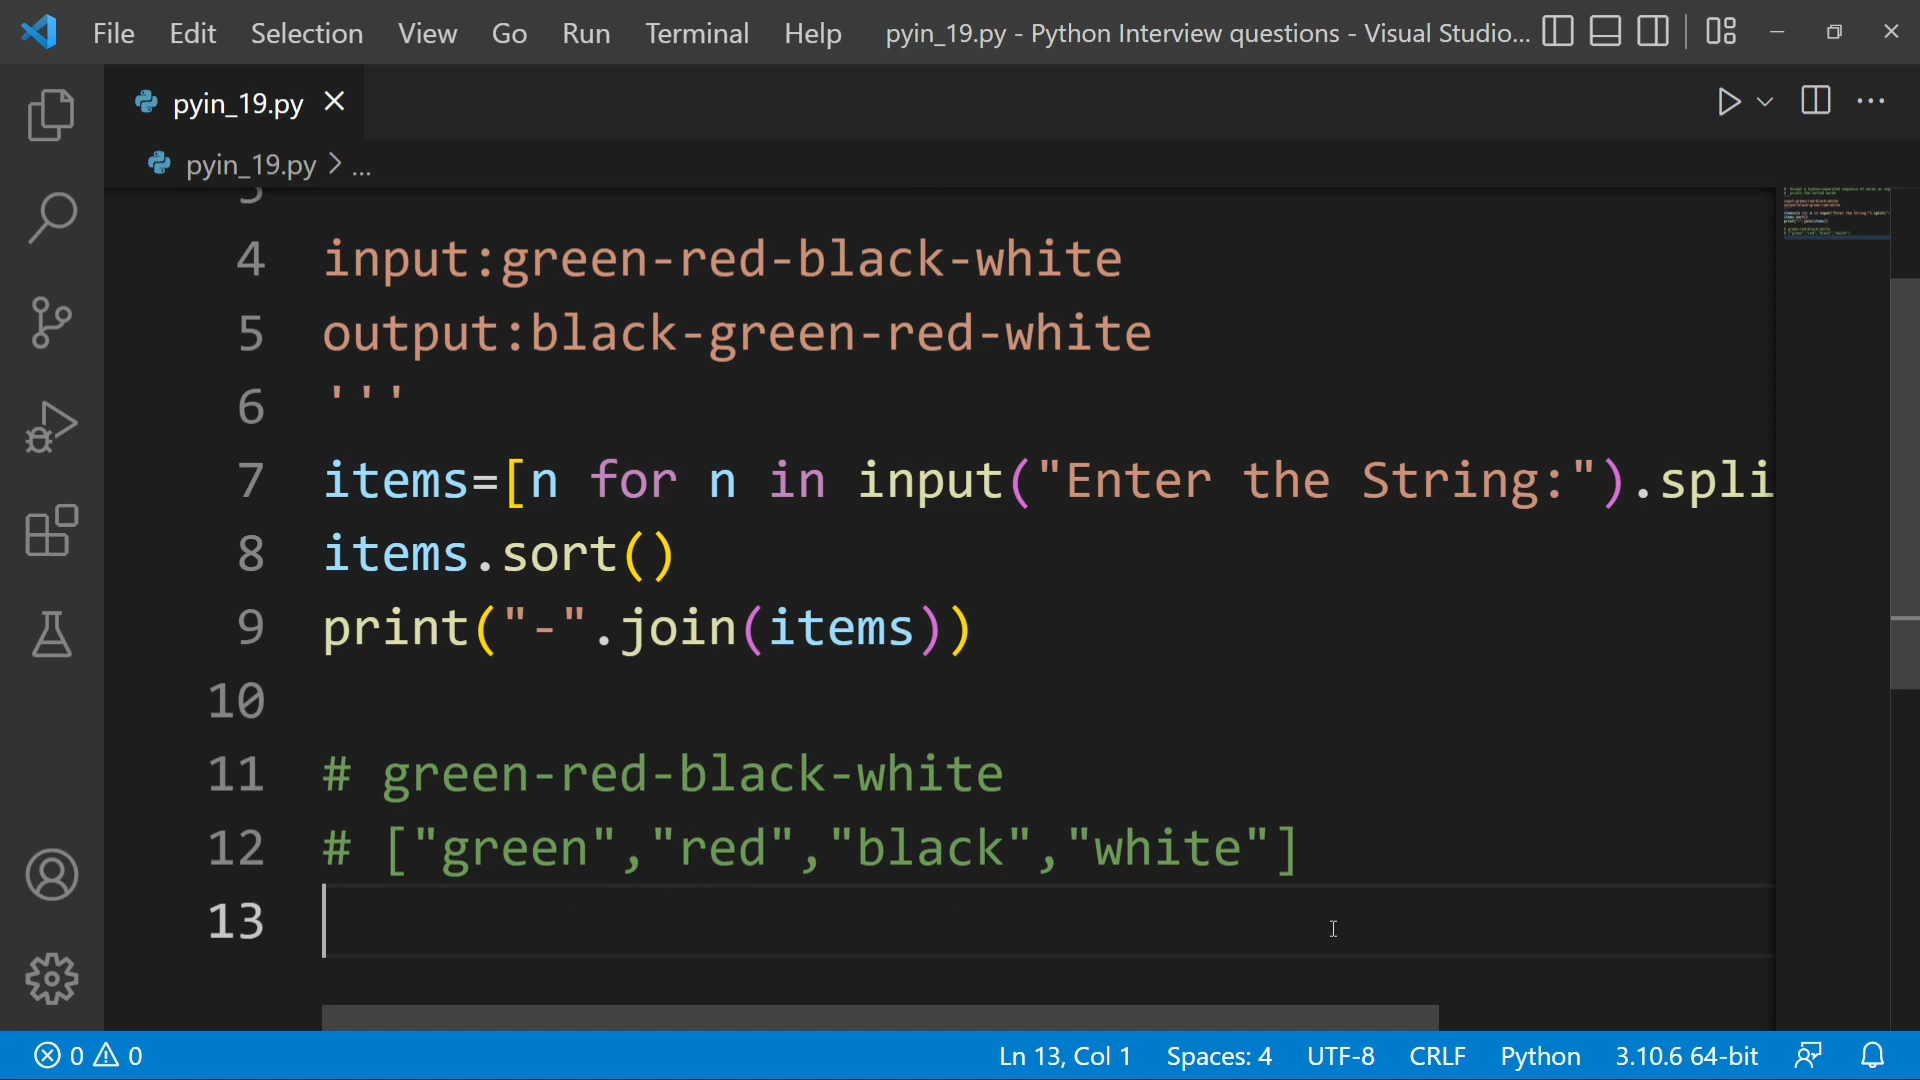 File Edit Selection View Go Run Terminal Help pyin_19.py - Python Interview questions - Visual Studio...
pyin_19.py
pyin_19.py > ...
3
4 input:green-red-black-white
5 output:black-green-red-white
6 '''
7 items=[n for n in input("Enter the String:").spli
8 items.sort()
9 print("-".join(items))
10
11 # green-red-black-white
12 # ["green","red","black","white"]
13
0 0 Ln 13, Col 1 Spaces: 4 UTF-8 CRLF Python 3.10.6 64-bit